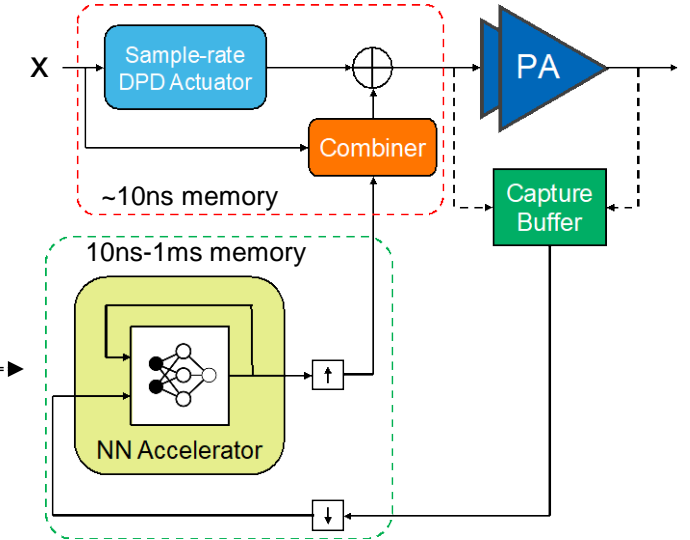 X
Sample-rate
DPD Actuator
PA
Combiner
~10ns memory
Capture
Buffer
10ns-1ms memory
↑
NN Accelerator
↓